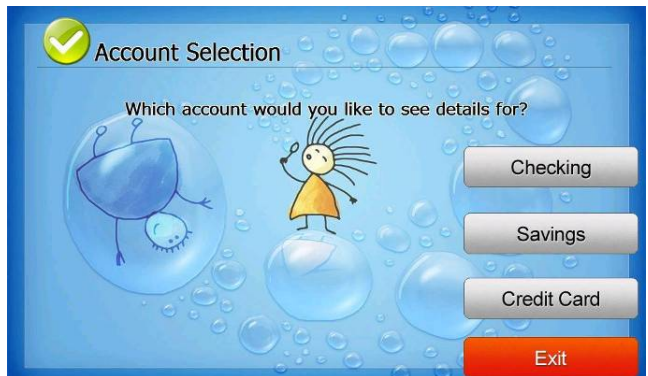 Account Selection
Which account would you like to see details for?
Checking
Savings
Credit Card
Exit